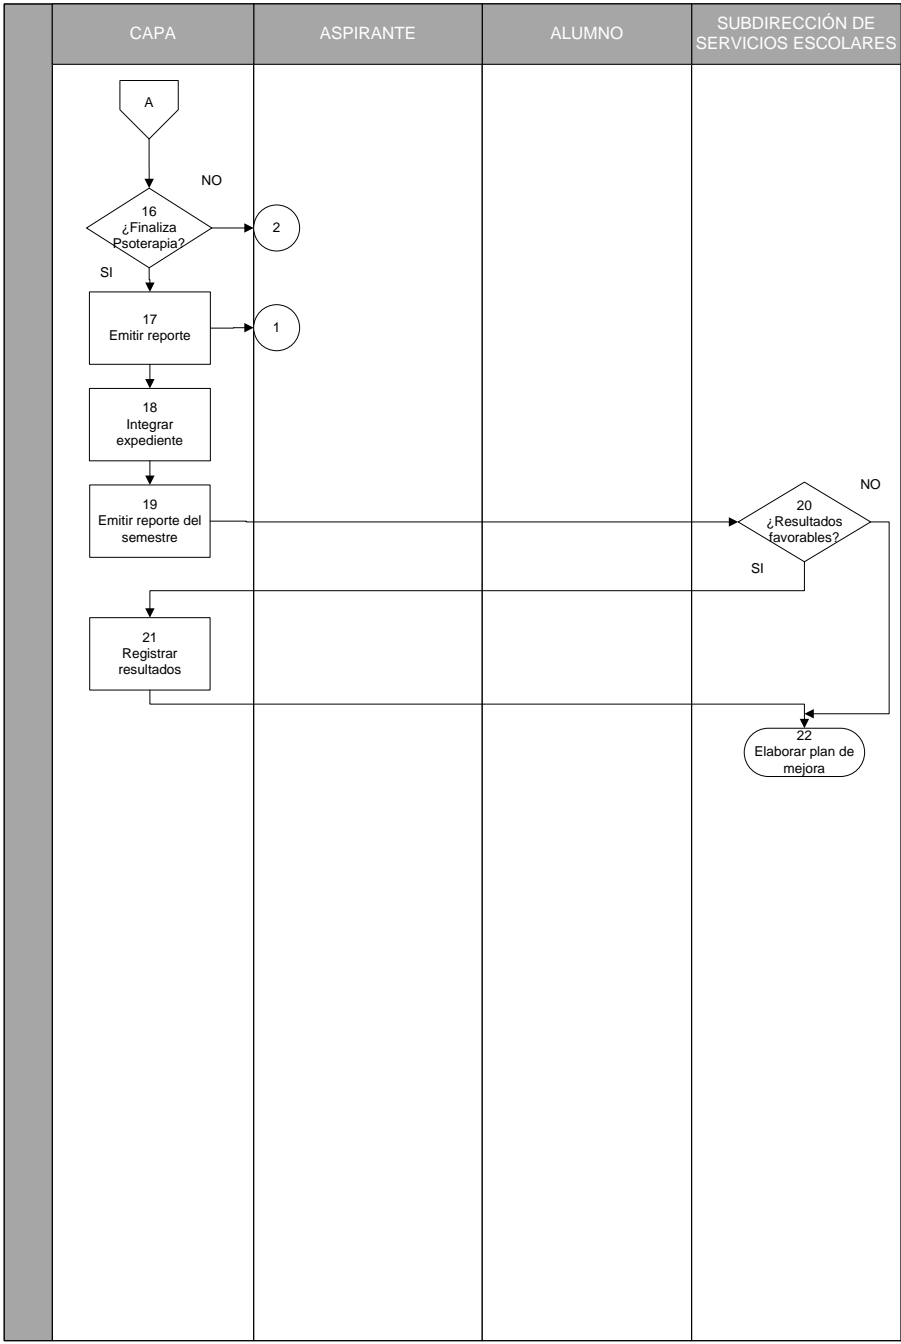 CAPA
ASPIRANTE
ALUMNO
SUBDIRECCIÓN DE
SERVICIOS ESCOLARES
A
NO
16
¿Finaliza
Psoterapia?
2
SI
17
Emitir reporte
1
18
Integrar
expediente
19
Emitir reporte del
semestre
NO
20
¿Resultados
favorables?
SI
21
Registrar
resultados
22
Elaborar plan de
mejora